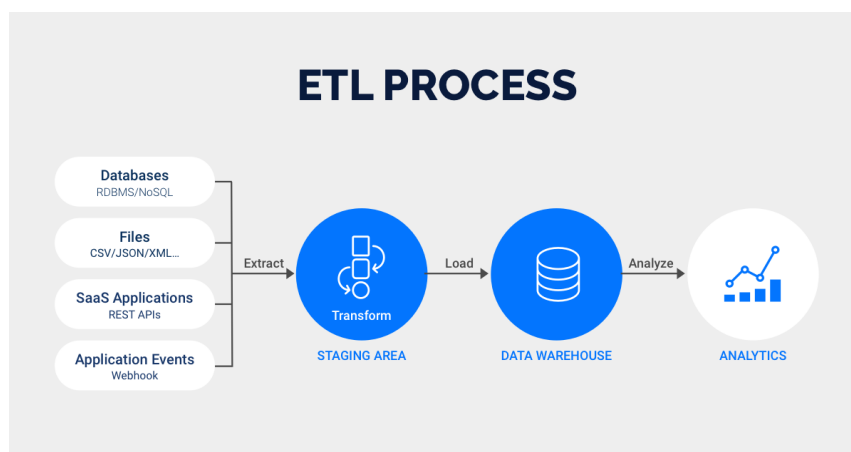 ETL PROCESS
Databases
RDBMS/NoSQL
Files
CSV/JSON/XML...
SaaS Applications
REST APIs
Application Events
Webhook
Extract
Transform
STAGING AREA
Load
DATA WAREHOUSE
Analyze
ANALYTICS